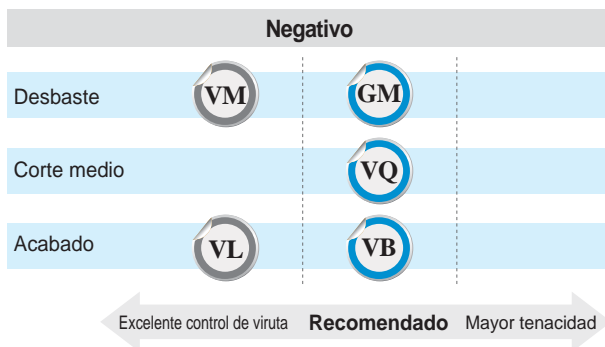 Negativo
Desbaste VM GM
Corte medio VQ
Acabado VL VB
Excelente control de viruta Recomendado Mayor tenacidad